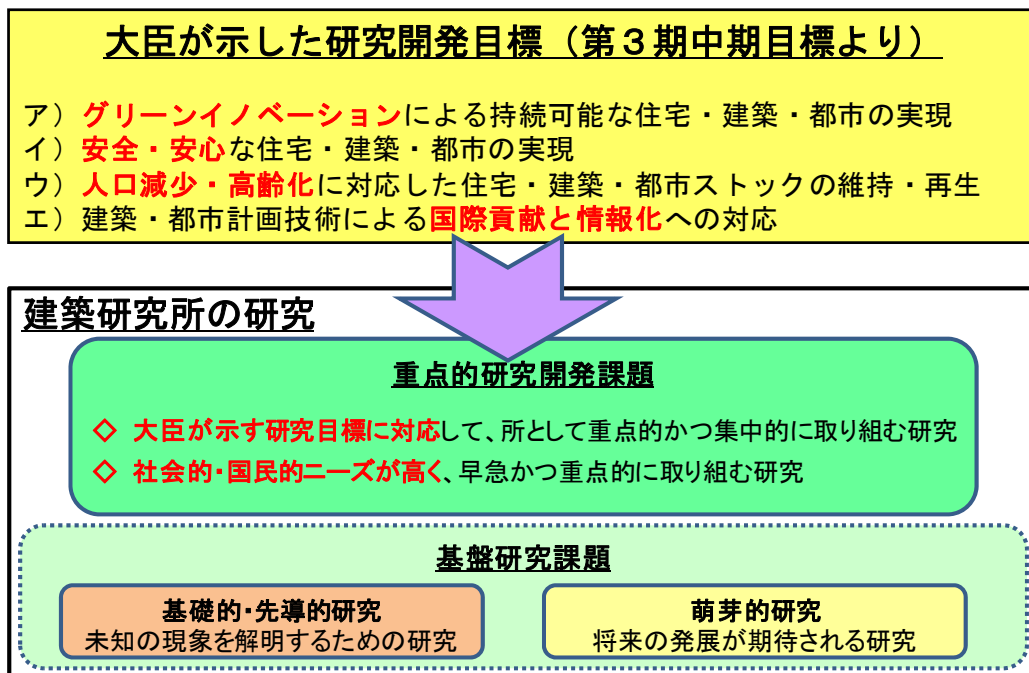 大臣が示した研究開発目標（第３期中期目標より）
ア）グリーンイノベーションによる持続可能な住宅・建築・都市の実現
イ）安全・安心な住宅・建築・都市の実現
ウ）人口減少・高齢化に対応した住宅・建築・都市ストックの維持・再生
エ）建築・都市計画技術による国際貢献と情報化への対応
建築研究所の研究
重点的研究開発課題
◇ 大臣が示す研究目標に対応して、所として重点的かつ集中的に取り組む研究
◇ 社会的・国民的ニーズが高く、早急かつ重点的に取り組む研究
基盤研究課題
基礎的・先導的研究
未知の現象を解明するための研究
萌芽的研究
将来の発展が期待される研究